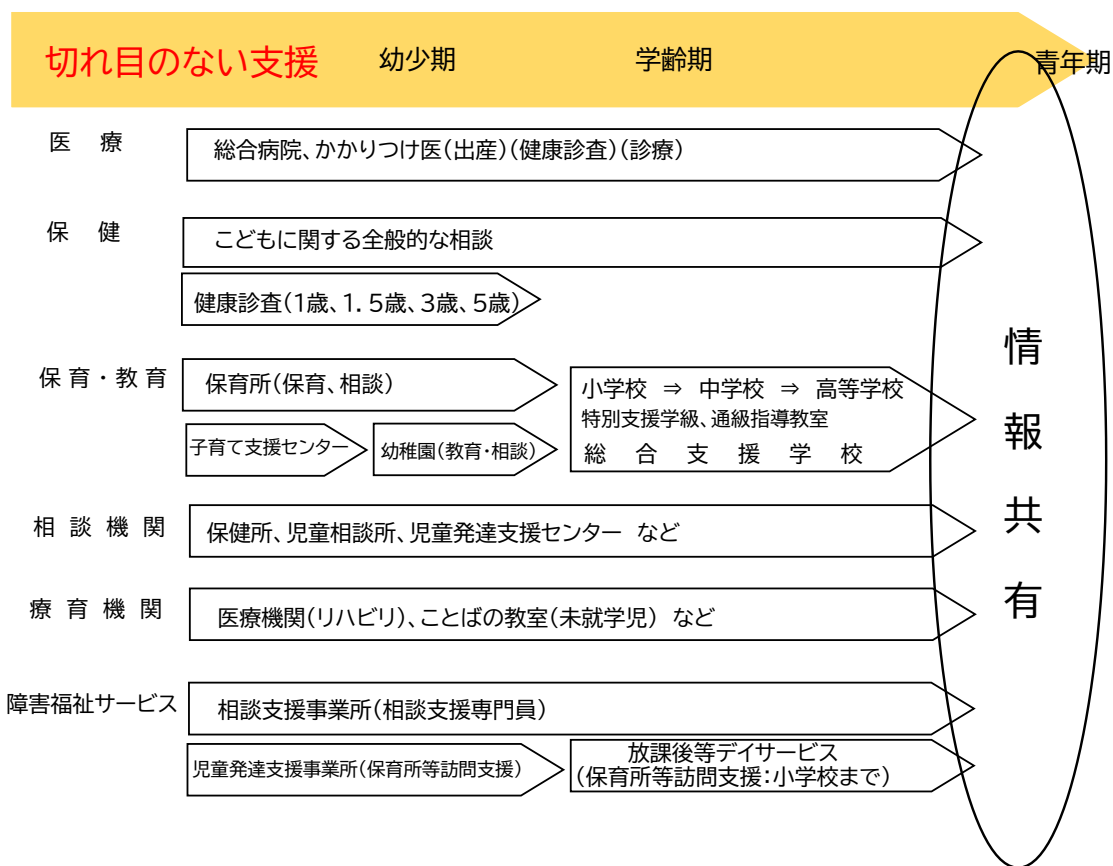 切れ目のない支援 幼少期 学齢期 青年期
医 療 総合病院、かかりつけ医(出産)(健康診査)(診療)
保 健 こどもに関する全般的な相談
健康診査(1歳、1.5歳、3歳、5歳)
保育・教育 保育所(保育、相談)
子育て支援センター 幼稚園(教育・相談)
小学校 ⇒ 中学校 ⇒ 高等学校
特別支援学級、通級指導教室
総 合 支 援 学 校
相 談 機 関 保健所、児童相談所、児童発達支援センター など
療 育 機 関 医療機関(リハビリ)、ことばの教室(未就学児) など
障害福祉サービス 相談支援事業所(相談支援専門員)
児童発達支援事業所(保育所等訪問支援)
放課後等デイサービス
(保育所等訪問支援:小学校まで)
情報共有